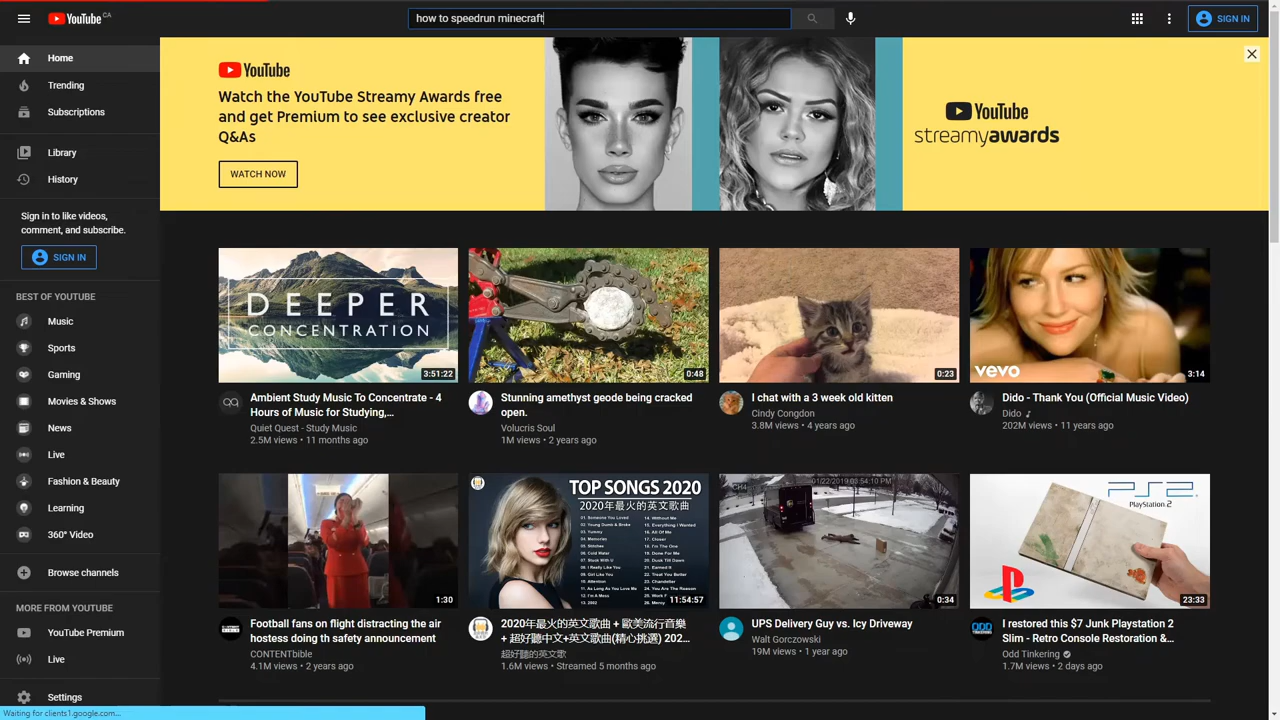 YouTube CA
how to speedrun minecraft
SIGN IN
Home
Trending
Subscriptions
Library
History
Sign in to like videos,
comment, and subscribe.
SIGN IN
BEST OF YOUTUBE
Music
Sports
Gaming
Movies & Shows
News
Live
Fashion & Beauty
Learning
360° Video
Browse channels
MORE FROM YOUTUBE
YouTube Premium
Live
Settings
Waiting for clients1.google.com...
YouTube
Watch the YouTube Streamy Awards free
and get Premium to see exclusive creator
Q&As
WATCH NOW
YouTube
streamyawards
DEEPER
CONCENTRATION
3:51:22
Ambient Study Music To Concentrate - 4
Hours of Music for Studying,...
Quiet Quest - Study Music
2.5M views • 11 months ago
0:48
Stunning amethyst geode being cracked
open.
Volucris Soul
1M views • 2 years ago
0:23
I chat with a 3 week old kitten
Cindy Congdon
3.8M views • 4 years ago
vevo
3:14
Dido - Thank You (Official Music Video)
Dido ♪
202M views • 11 years ago
1:30
Football fans on flight distracting the air
hostess doing th safety announcement
CONTENTbible
4.1M views • 2 years ago
TOP SONGS 2020
2020年最火的英文歌曲
11:54:57
2020年最火的英文歌曲 + 歐美流行音樂
+ 超好聽中文+英文歌曲(精心挑選) 202...
超好聽的英文歌
1.6M views • Streamed 5 months ago
CH4
01/22/2019 03:54:10 PM
0:34
UPS Delivery Guy vs. Icy Driveway
Walt Gorczowski
19M views • 1 year ago
PS2
PlayStation 2
23:33
I restored this $7 Junk Playstation 2
Slim - Retro Console Restoration &...
Odd Tinkering
1.7M views • 2 days ago